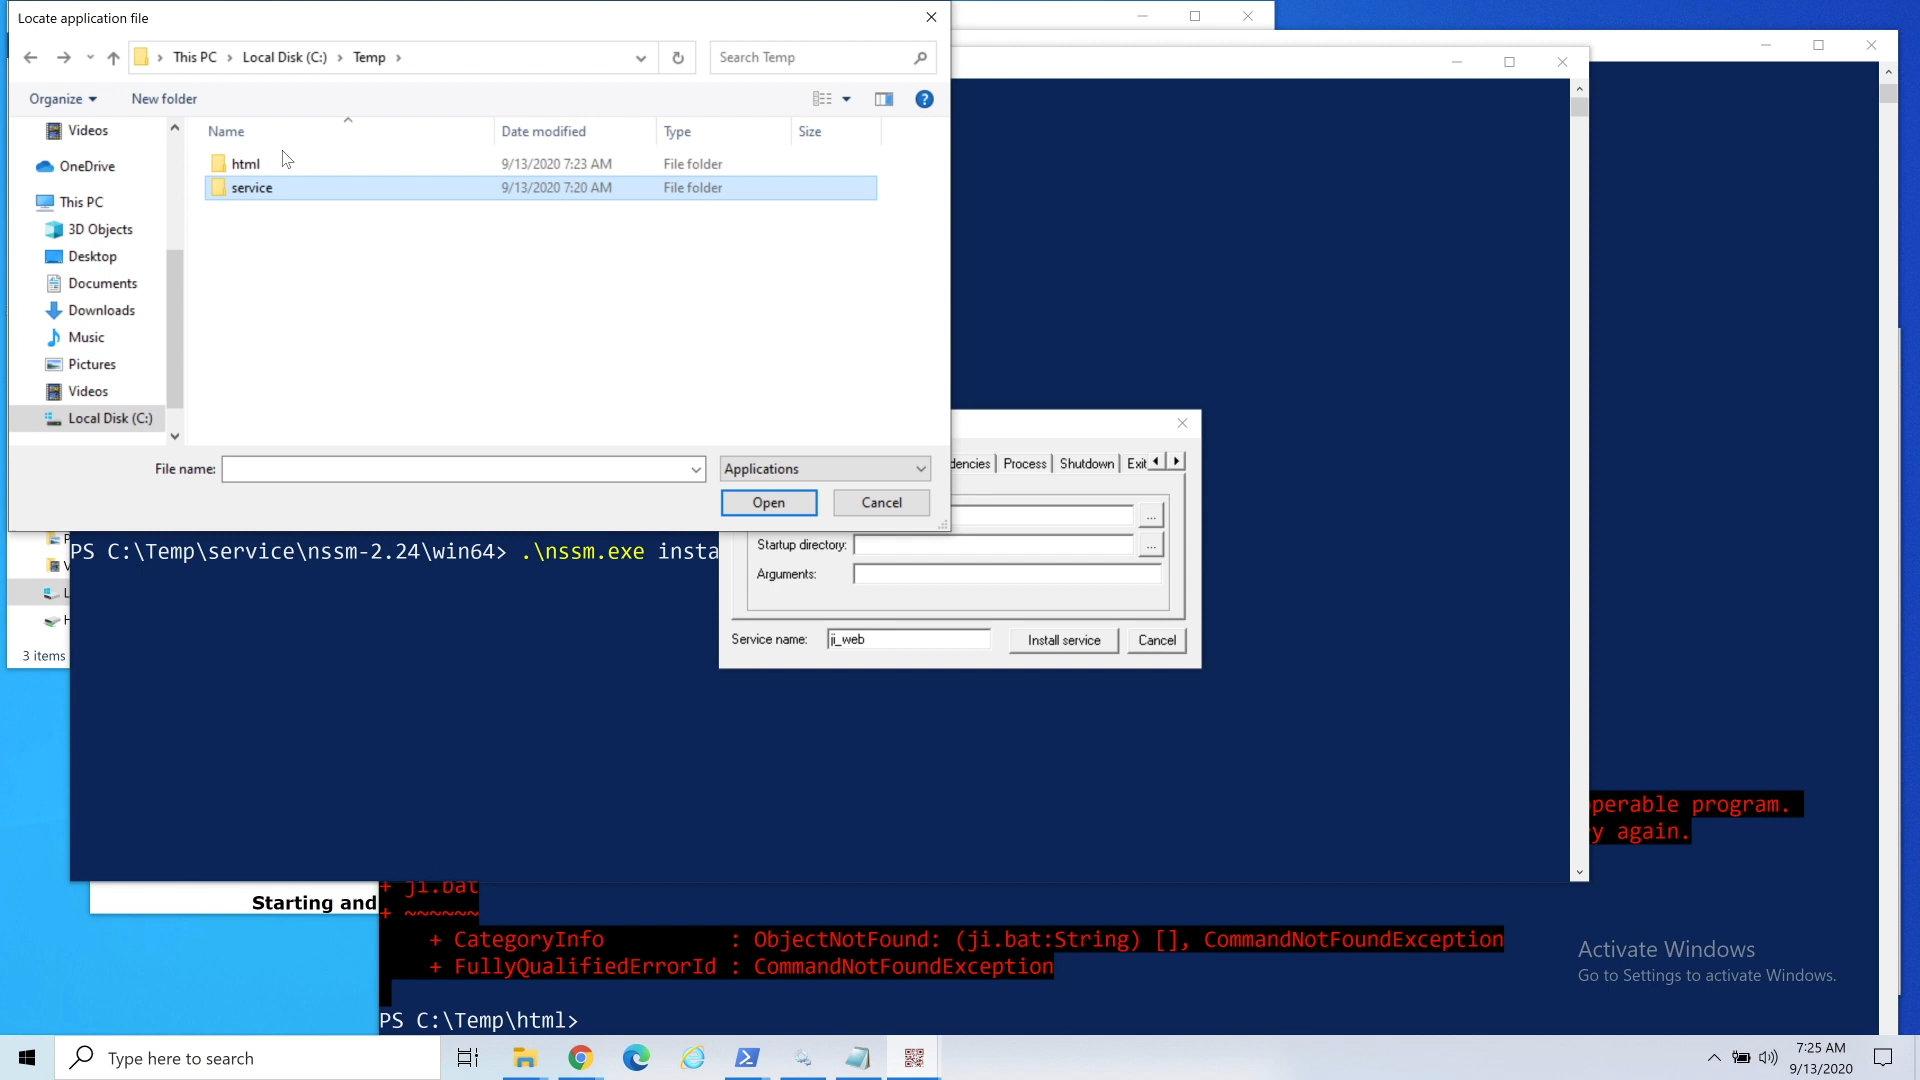 Locate application file
This PC
Local Disk (C:)
Temp
Search Temp
Organize
New folder
Videos
OneDrive
This PC
3D Objects
Desktop
Documents
Downloads
Music
Pictures
Videos
Local Disk (C:)
Name
Date modified
Type
Size
html
9/13/2020 7:23 AM
File folder
service
9/13/2020 7:20 AM
File folder
File name:
Applications
Open
Cancel
Process
Shutdown
Exit
...
Startup directory:
...
Arguments:
Service name:
ji_web
Install service
Cancel
PS C:\Temp\service\nssm-2.24\win64> .\nssm.exe insta
3 items
perable program.
y again.
Starting and
+ ji.bat
+ ~~~~~~
+ CategoryInfo : ObjectNotFound: (ji.bat:String) [], CommandNotFoundException
+ FullyQualifiedErrorId : CommandNotFoundException
PS C:\Temp\html>
Activate Windows
Go to Settings to activate Windows.
Type here to search
7:25 AM
9/13/2020